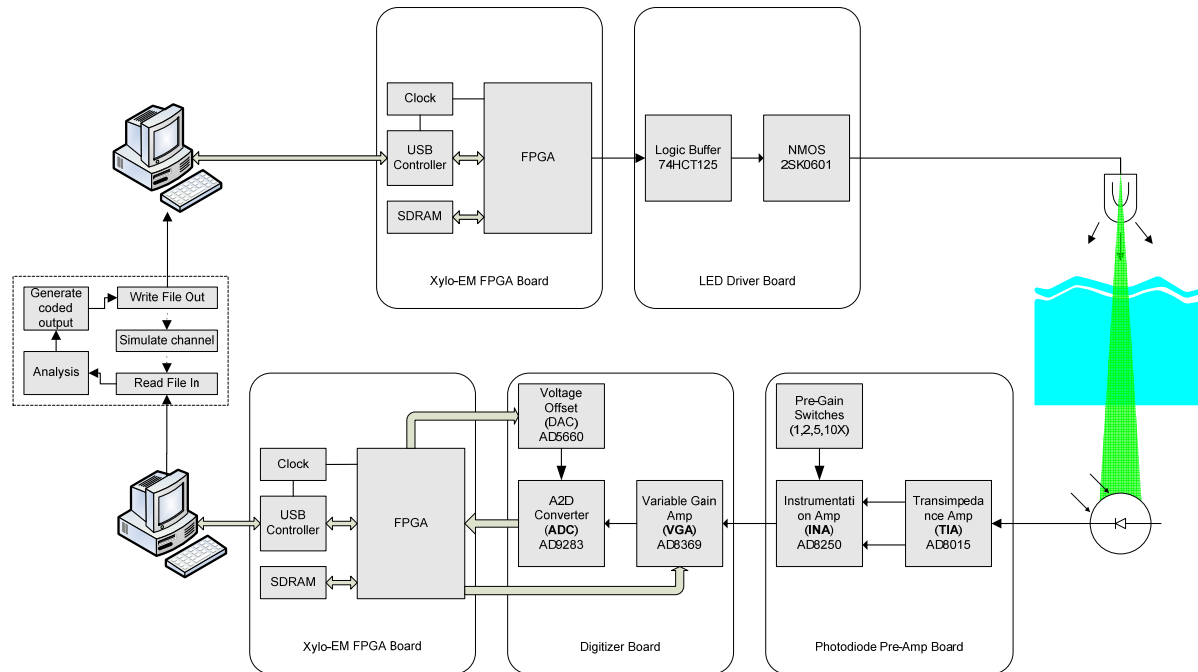 Clock
USB
Controller
SDRAM
FPGA
Xylo-EM FPGA Board
Logic Buffer
74HCT125
NMOS
2SK0601
LED Driver Board
Generate
coded
output
Write File Out
Simulate channel
Analysis
Read File In
Clock
USB
Controller
SDRAM
FPGA
Xylo-EM FPGA Board
Voltage
Offset
(DAC)
AD5660
A2D
Converter
(ADC)
AD9283
Variable Gain
Amp
(VGA)
AD8369
Digitizer Board
Pre-Gain
Switches
(1,2,5,10X)
Instrumentati
on Amp
(INA)
AD8250
Transimpeda
nce Amp
(TIA)
AD8015
Photodiode Pre-Amp Board